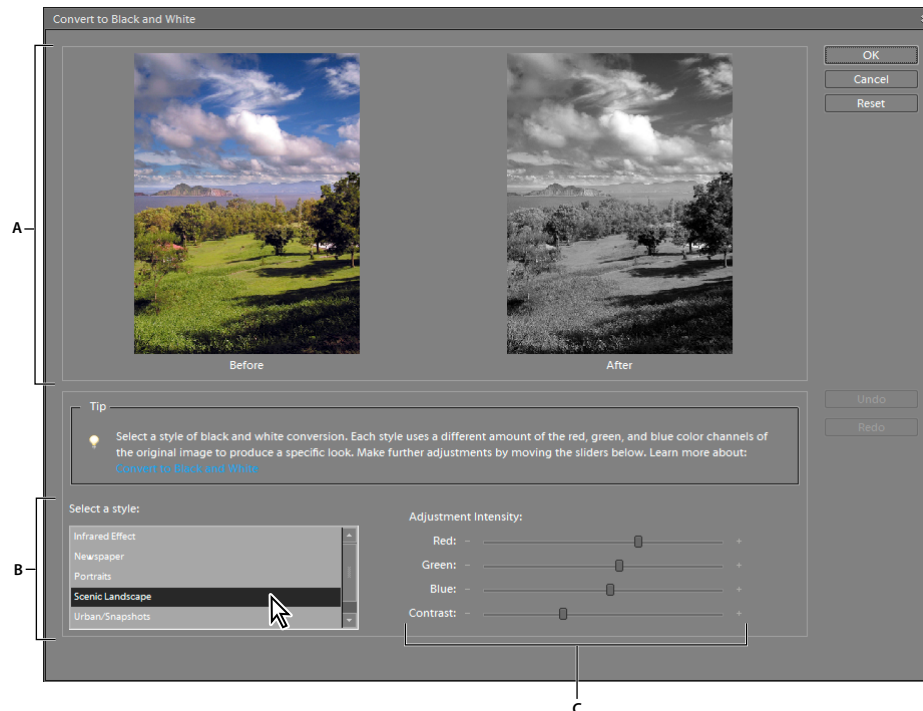 Convert to Black and White
OK
Cancel
Reset
A
Before
After
Undo
Redo
Tip
Select a style of black and white conversion. Each style uses a different amount of the red, green, and blue color channels of
the original image to produce a specific look. Make further adjustments by moving the sliders below. Learn more about:
Convert to Black and White
B
Select a style:
Infrared Effect
Newspaper
Portraits
Scenic Landscape
Urban/Snapshots
Adjustment Intensity:
Red: - +
Green: - +
Blue: - +
Contrast: - +
C